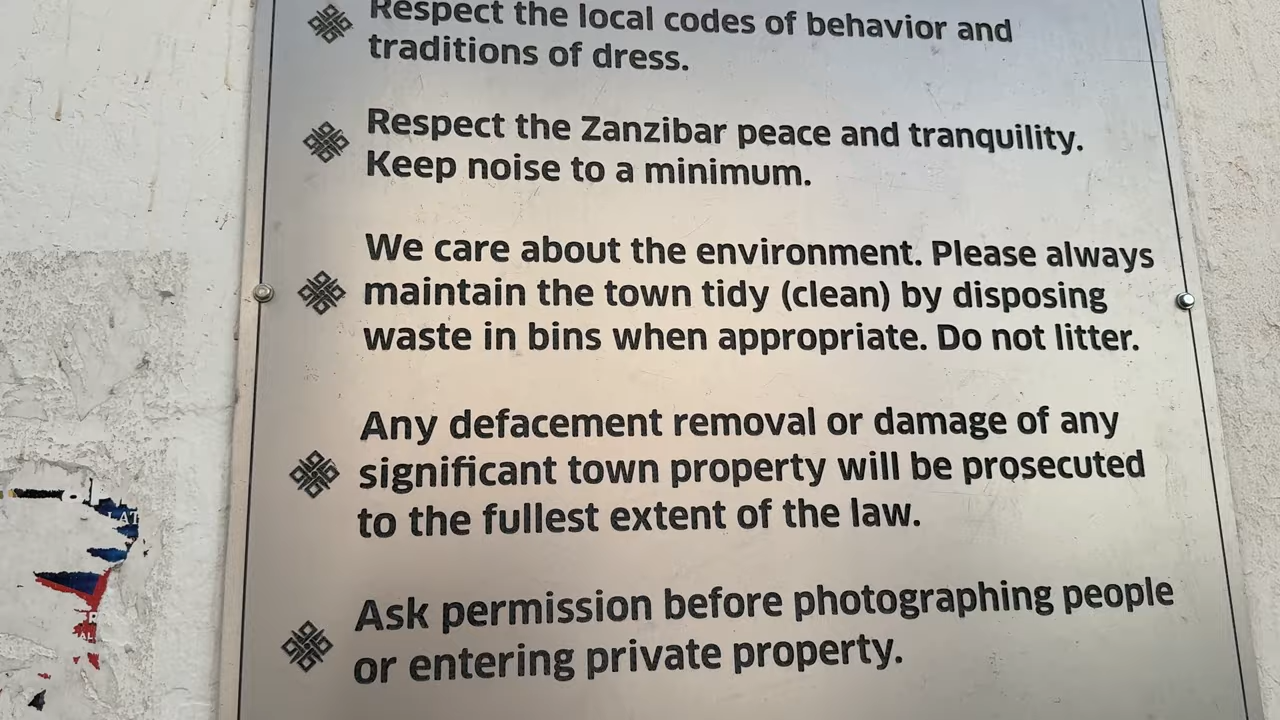 Respect the local codes of behavior and
traditions of dress.
Respect the Zanzibar peace and tranquility.
Keep noise to a minimum.
We care about the environment. Please always
maintain the town tidy (clean) by disposing
waste in bins when appropriate. Do not litter.
Any defacement removal or damage of any
significant town property will be prosecuted
to the fullest extent of the law.
Ask permission before photographing people
or entering private property.